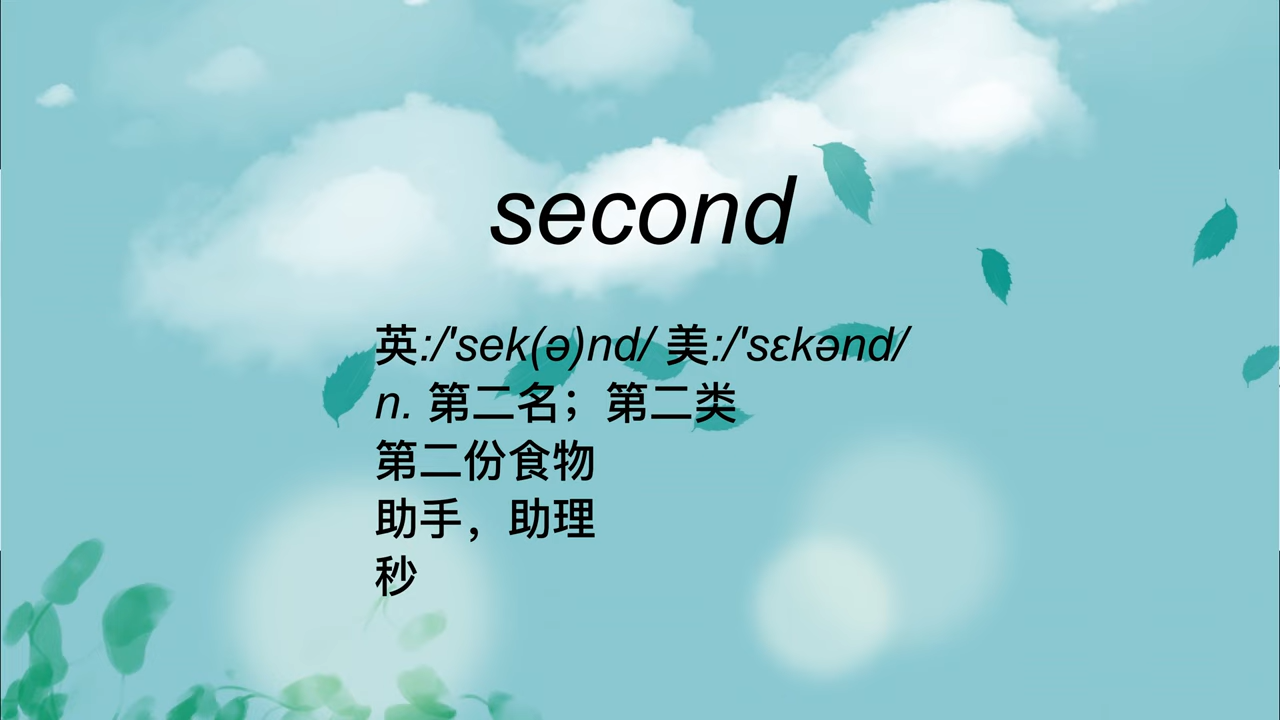 second
英:/'sek(ə)nd/ 美:/'sɛkənd/
n. 第二名；第二类
第二份食物
助手，助理
秒